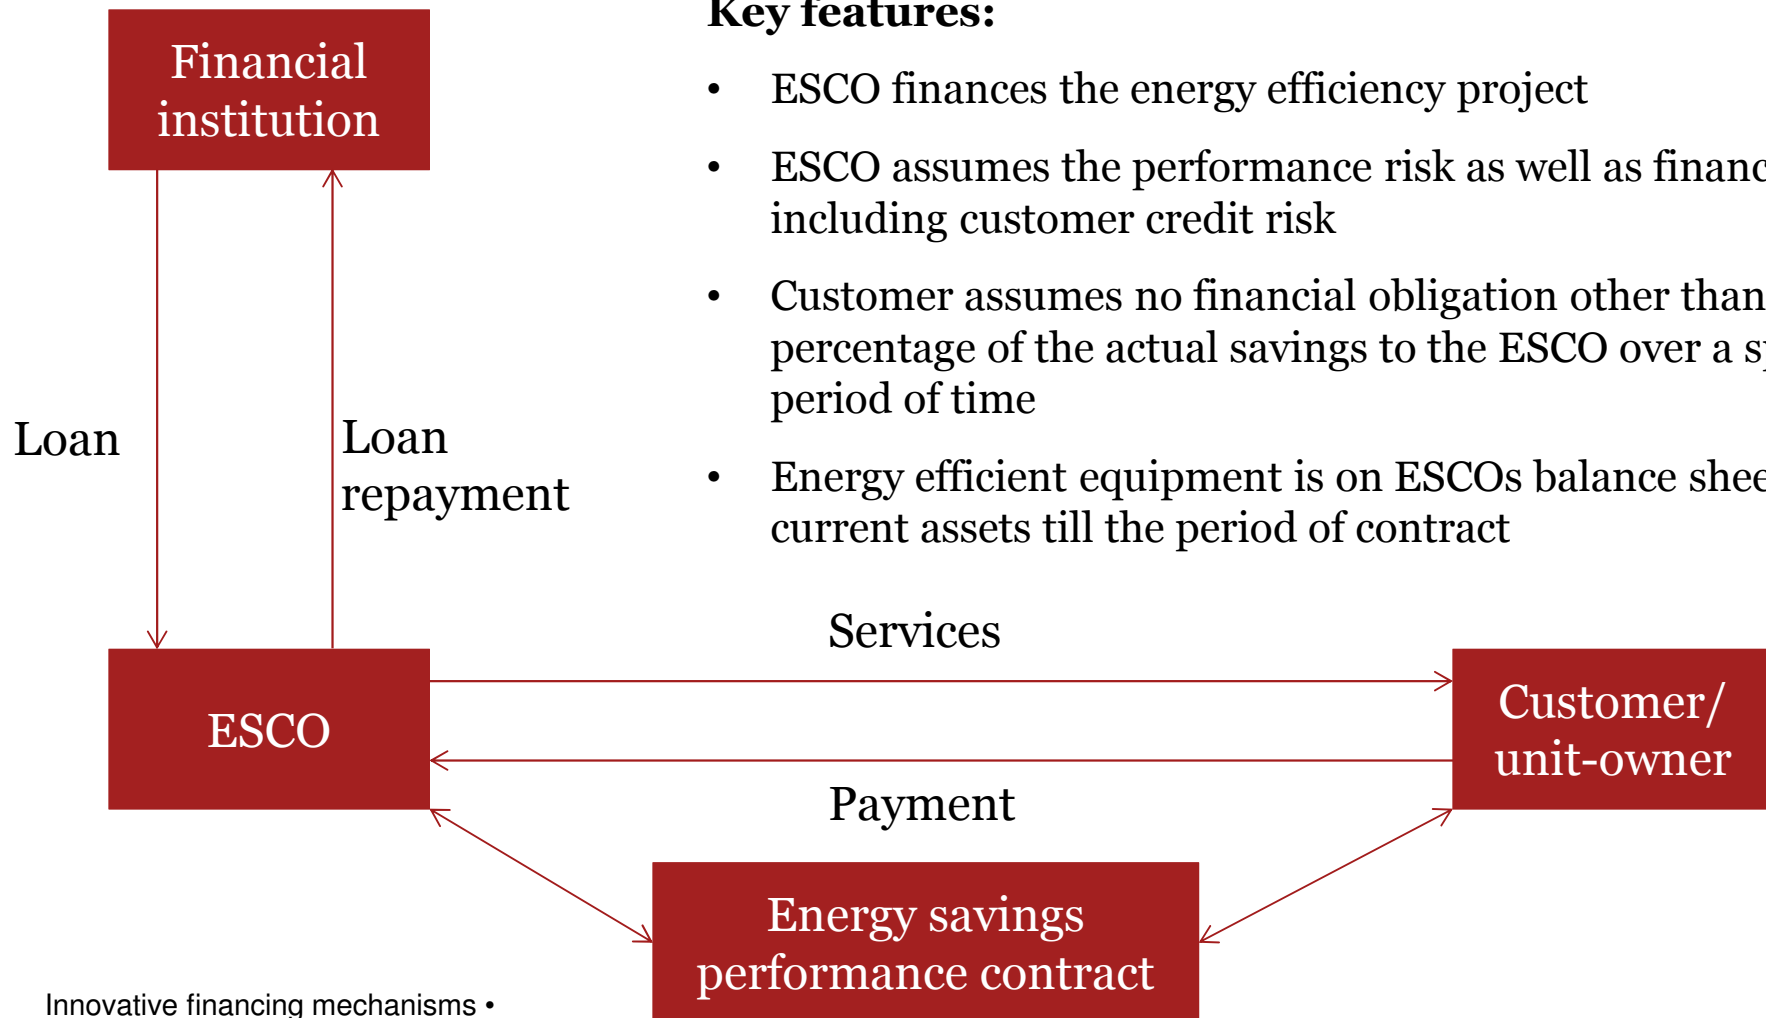 Key features:
Financial
institution
• ESCO finances the energy efficiency project
• ESCO assumes the performance risk as well as
including customer credit risk
• Customer assumes no financial obligation other than
percentage of the actual savings to the ESCO over a
period of time
Loan
Loan
repayment
• Energy efficient equipment is on ESCOs balance
current assets till the period of contract
Services
ESCO
Customer/
unit-owner
Payment
Energy savings
performance contract
Innovative financing mechanisms •